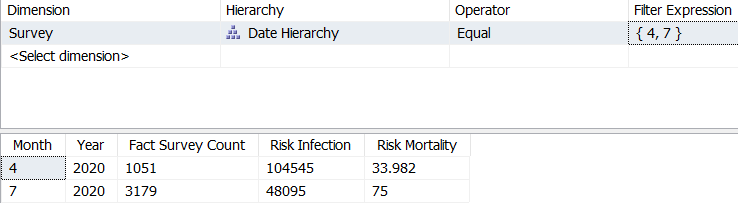 Dimension Hierarchy Operator Filter Expression
Survey Date Hierarchy Equal { 4, 7 }
<Select dimension>
Month Year Fact Survey Count Risk Infection Risk Mortality
4 2020 1051 104545 33.982
7 2020 3179 48095 75